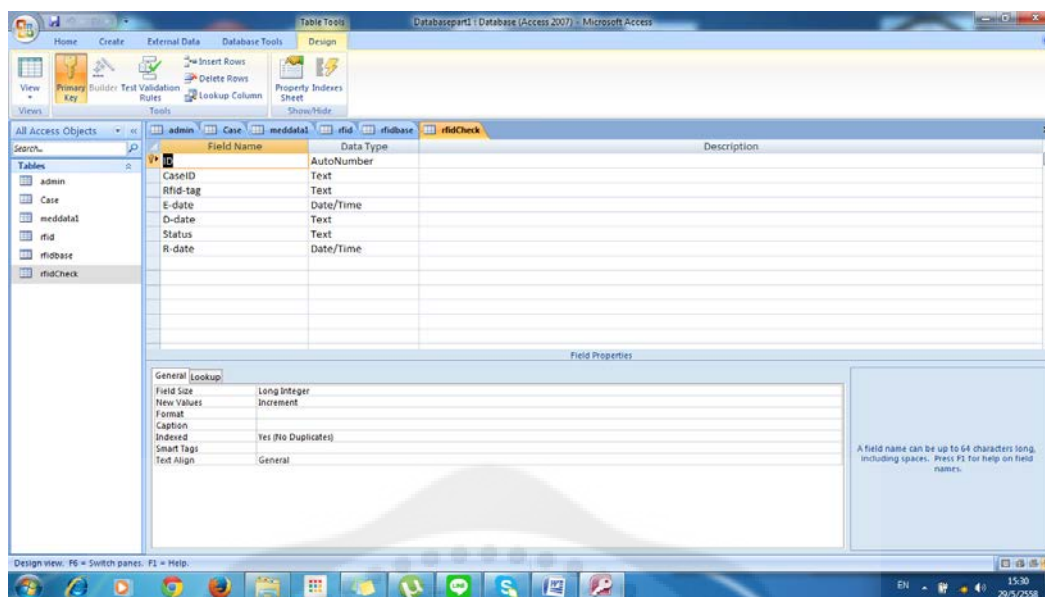 Table Tools
Databasepart1 : Database (Access 2007) - Microsoft Access
Home Create External Data Database Tools Design
View
Primary Key
Builder
Test Validation Rules
Insert Rows
Delete Rows
Lookup Column
Property Sheet
Indexes
Views
Tools
Show/Hide
All Access Objects
admin Case meddata1 rfid rfidbase rfidCheck
Search...
Tables
admin
Case
meddata1
rfid
rfidbase
rfidCheck
Field Name Data Type Description
ID AutoNumber
CaseID Text
Rfid-tag Text
E-date Date/Time
D-date Text
Status Text
R-date Date/Time
Field Properties
General Lookup
Field Size Long Integer
New Values Increment
Format
Caption
Indexed Yes (No Duplicates)
Smart Tags
Text Align General
A field name can be up to 64 characters long,
including spaces. Press F1 for help on field
names.
Design view. F6 = Switch panes. F1 = Help.
EN
15:30
29/5/2558